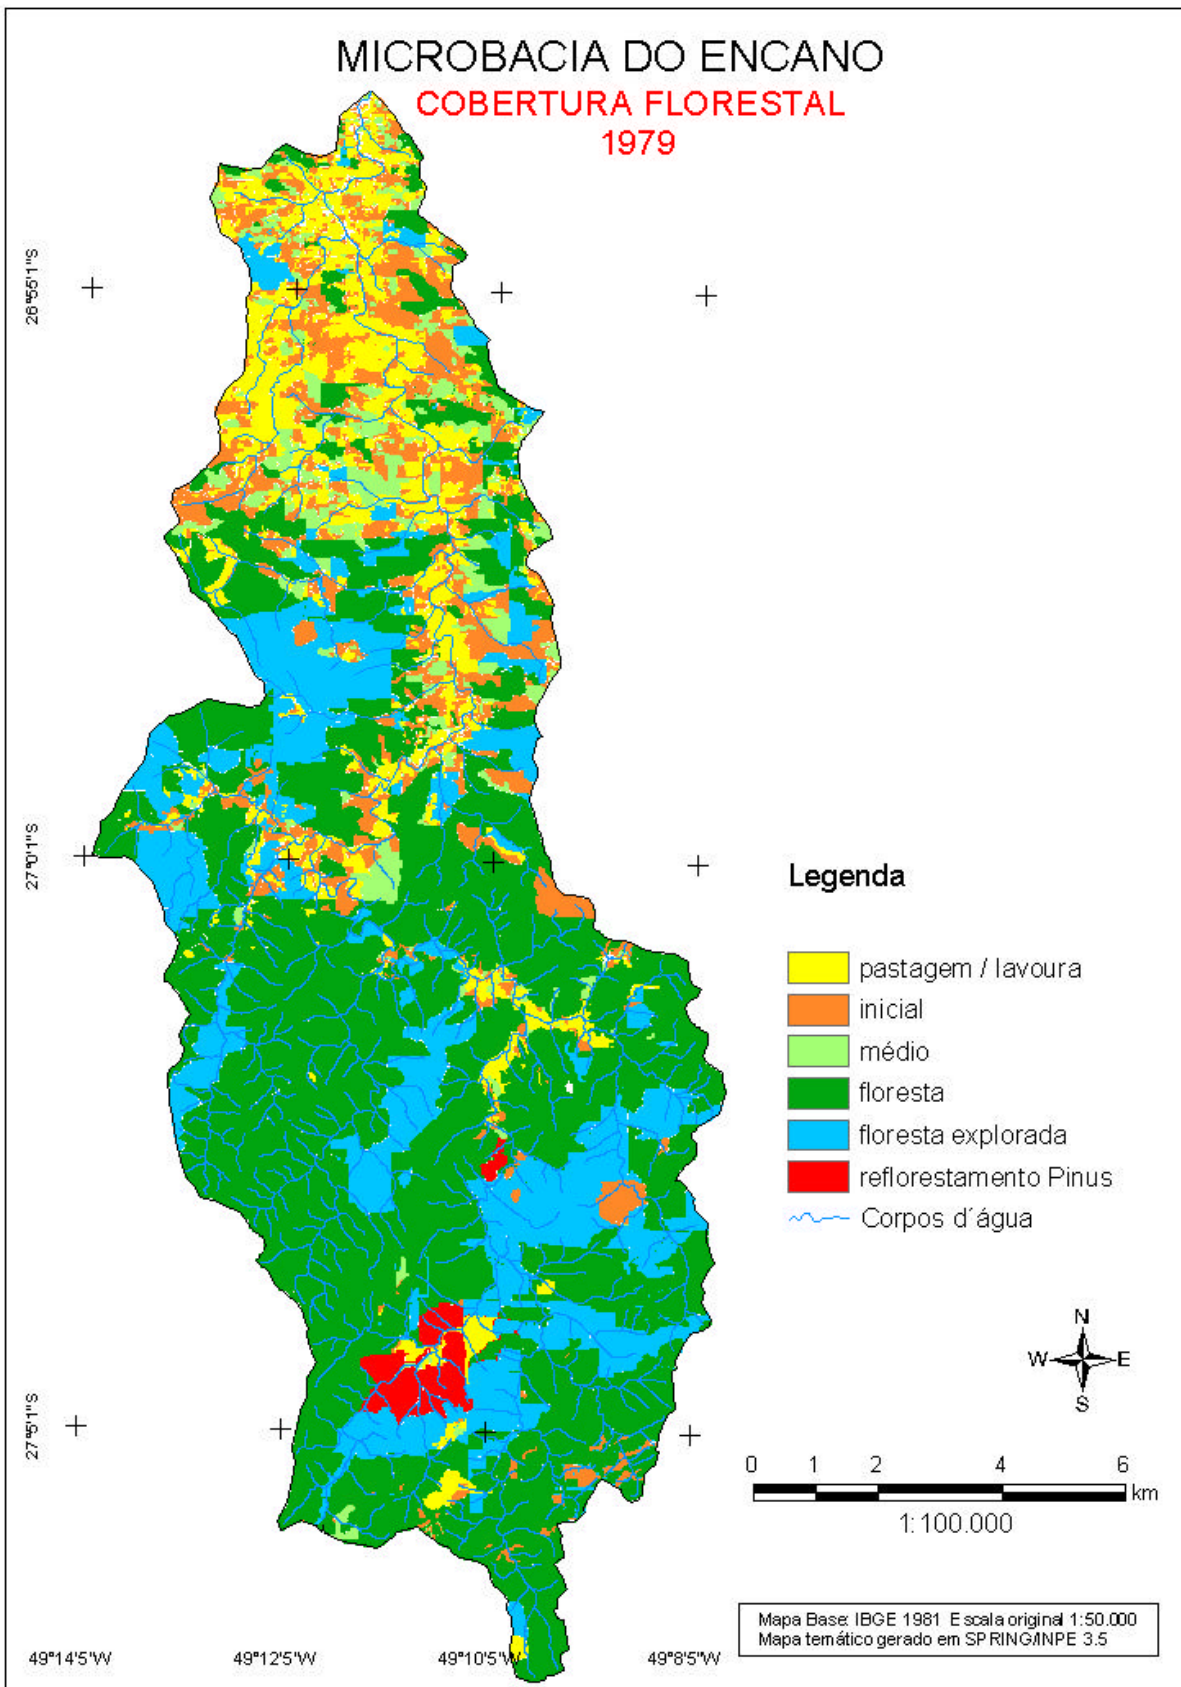 MICROBACIA DO ENCANO
COBERTURA FLORESTAL
1979
26°55'1"S
27°0'1"S
27°5'1"S
Legenda
pastagem / lavoura
inicial
médio
floresta
floresta explorada
reflorestamento Pinus
Corpos d´água
N
W E
S
0 1 2 4 6
km
1:100.000
Mapa Base: IBGE 1981 Escala original 1:50.000
Mapa temático gerado em SPRING/INPE 3.5
49°14'5"W 49°12'5"W 49°10'5"W 49°8'5"W